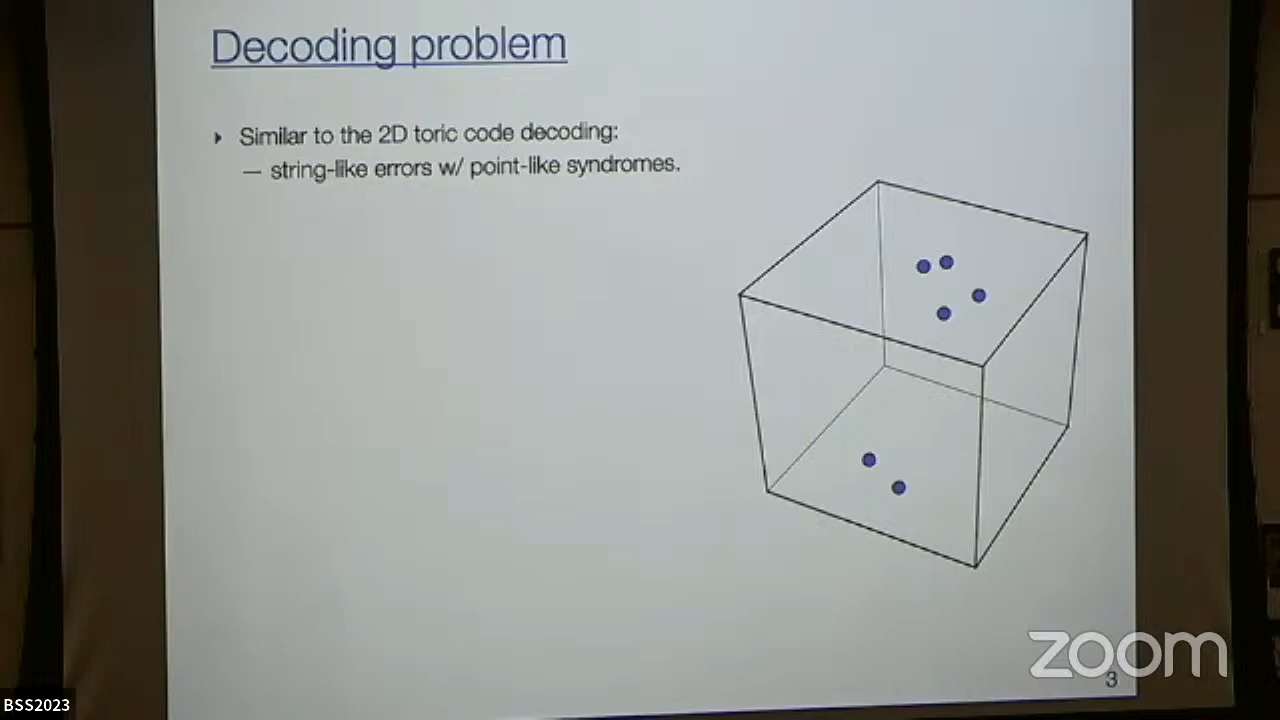 Decoding problem
‣ Similar to the 2D toric code decoding:
— string-like errors w/ point-like syndromes.
zoom
3
BSS2023